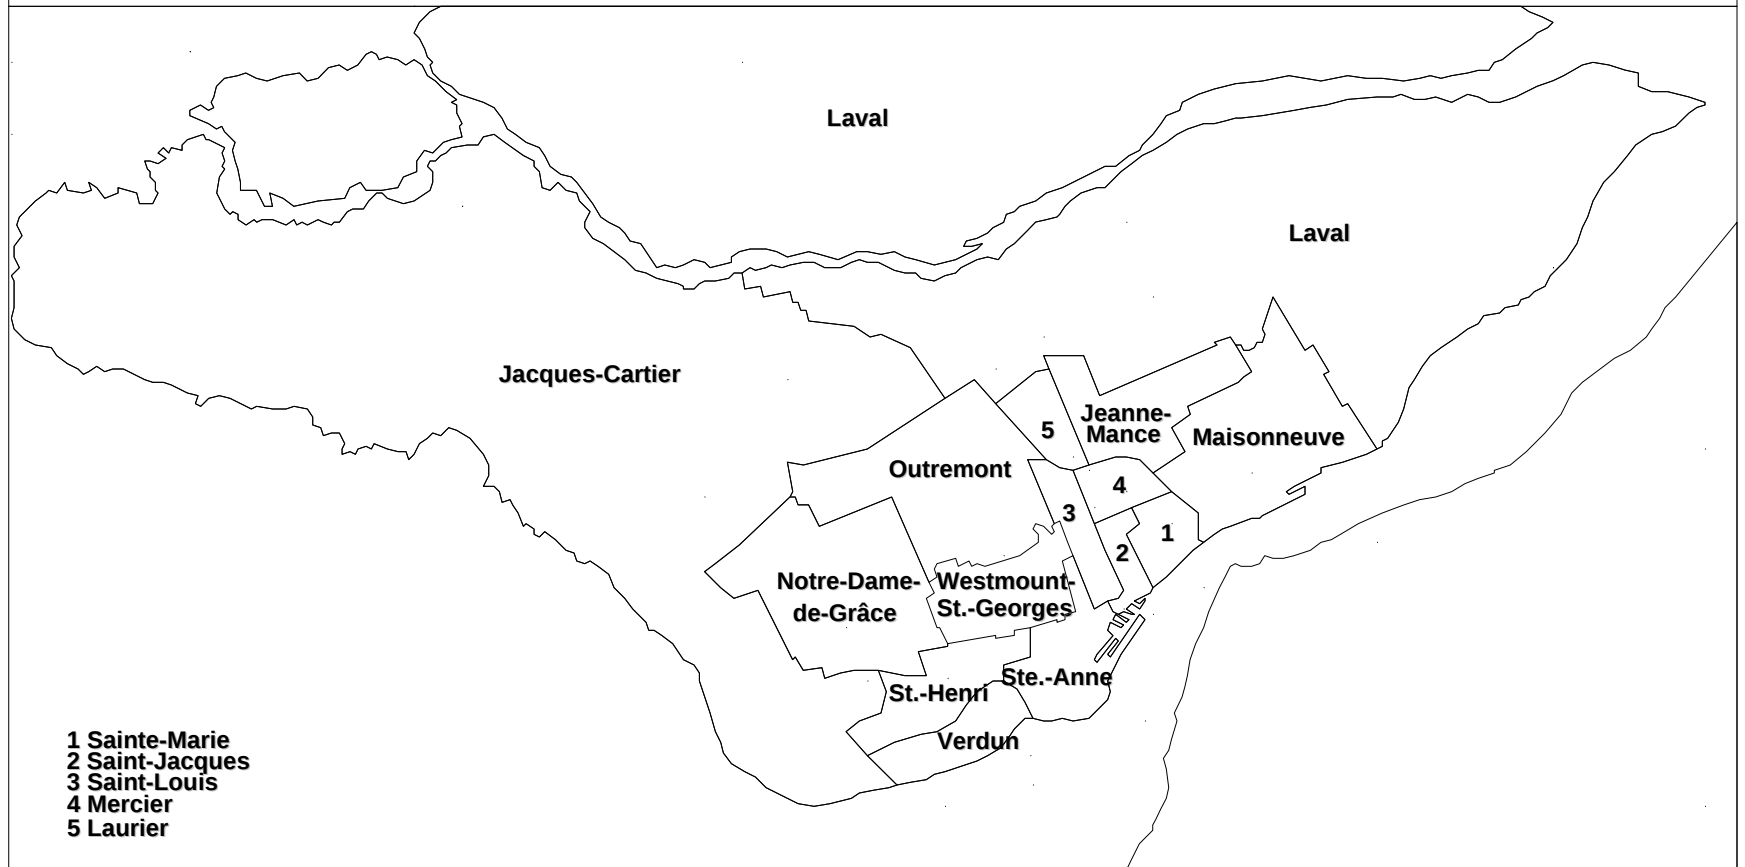 Laval
Laval
Jacques-Cartier
Jeanne-
Mance
5
Maisonneuve
Outremont
4
3
1
2
Notre-Dame-
de-Grâce
Westmount-
St.-Georges
Ste.-Anne
St.-Henri
Verdun
1 Sainte-Marie
2 Saint-Jacques
3 Saint-Louis
4 Mercier
5 Laurier